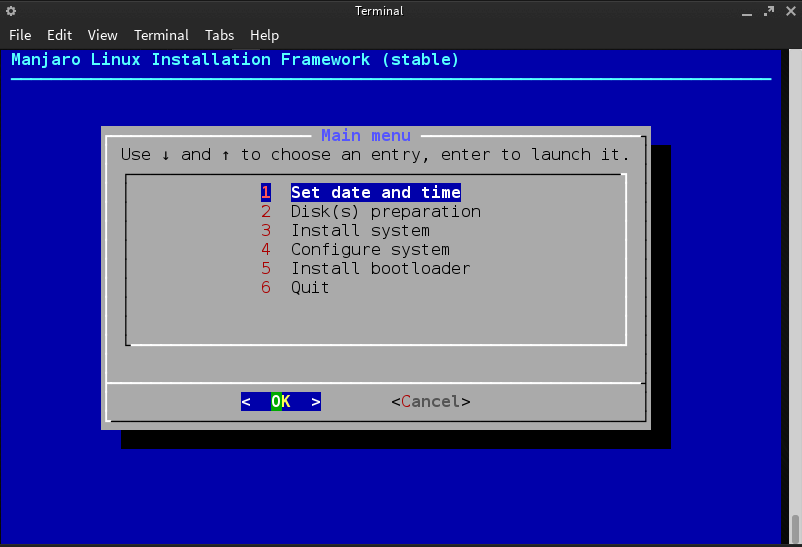 Terminal
File Edit View Terminal Tabs Help
Manjaro Linux Installation Framework (stable)
Main menu
Use ↓ and ↑ to choose an entry, enter to launch it.
1 Set date and time
2 Disk(s) preparation
3 Install system
4 Configure system
5 Install bootloader
6 Quit
< OK > <Cancel>